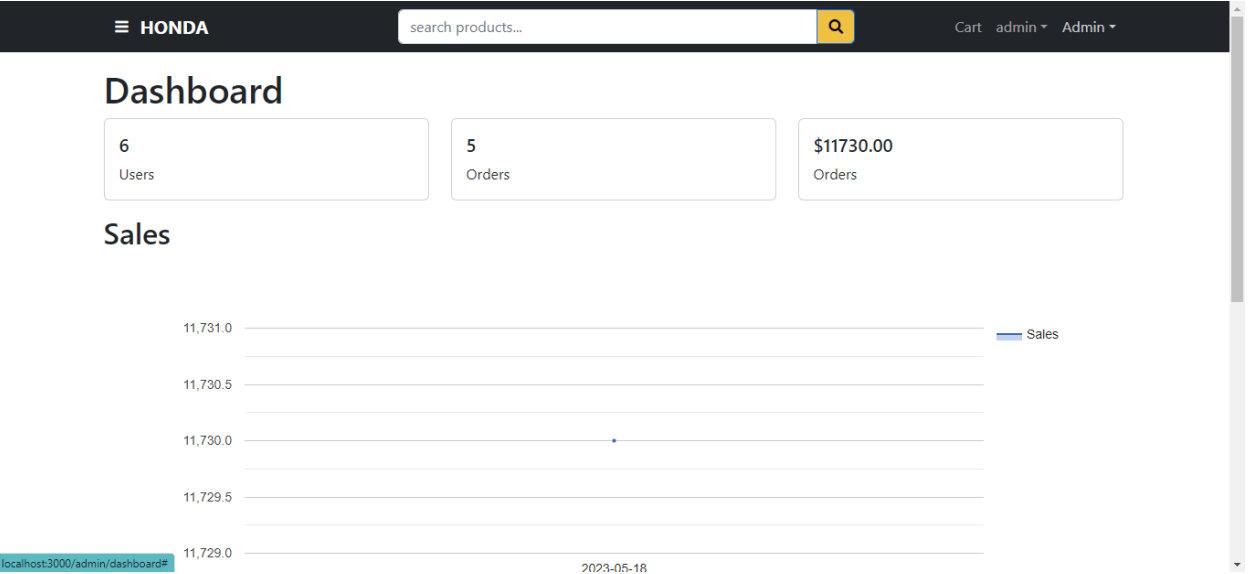 HONDA
search products...
Cart admin Admin
Dashboard
6
Users
5
Orders
$11730.00
Orders
Sales
11,731.0
Sales
11,730.5
11,730.0
11,729.5
11,729.0
localhost:3000/admin/dashboard#
2023-05-18